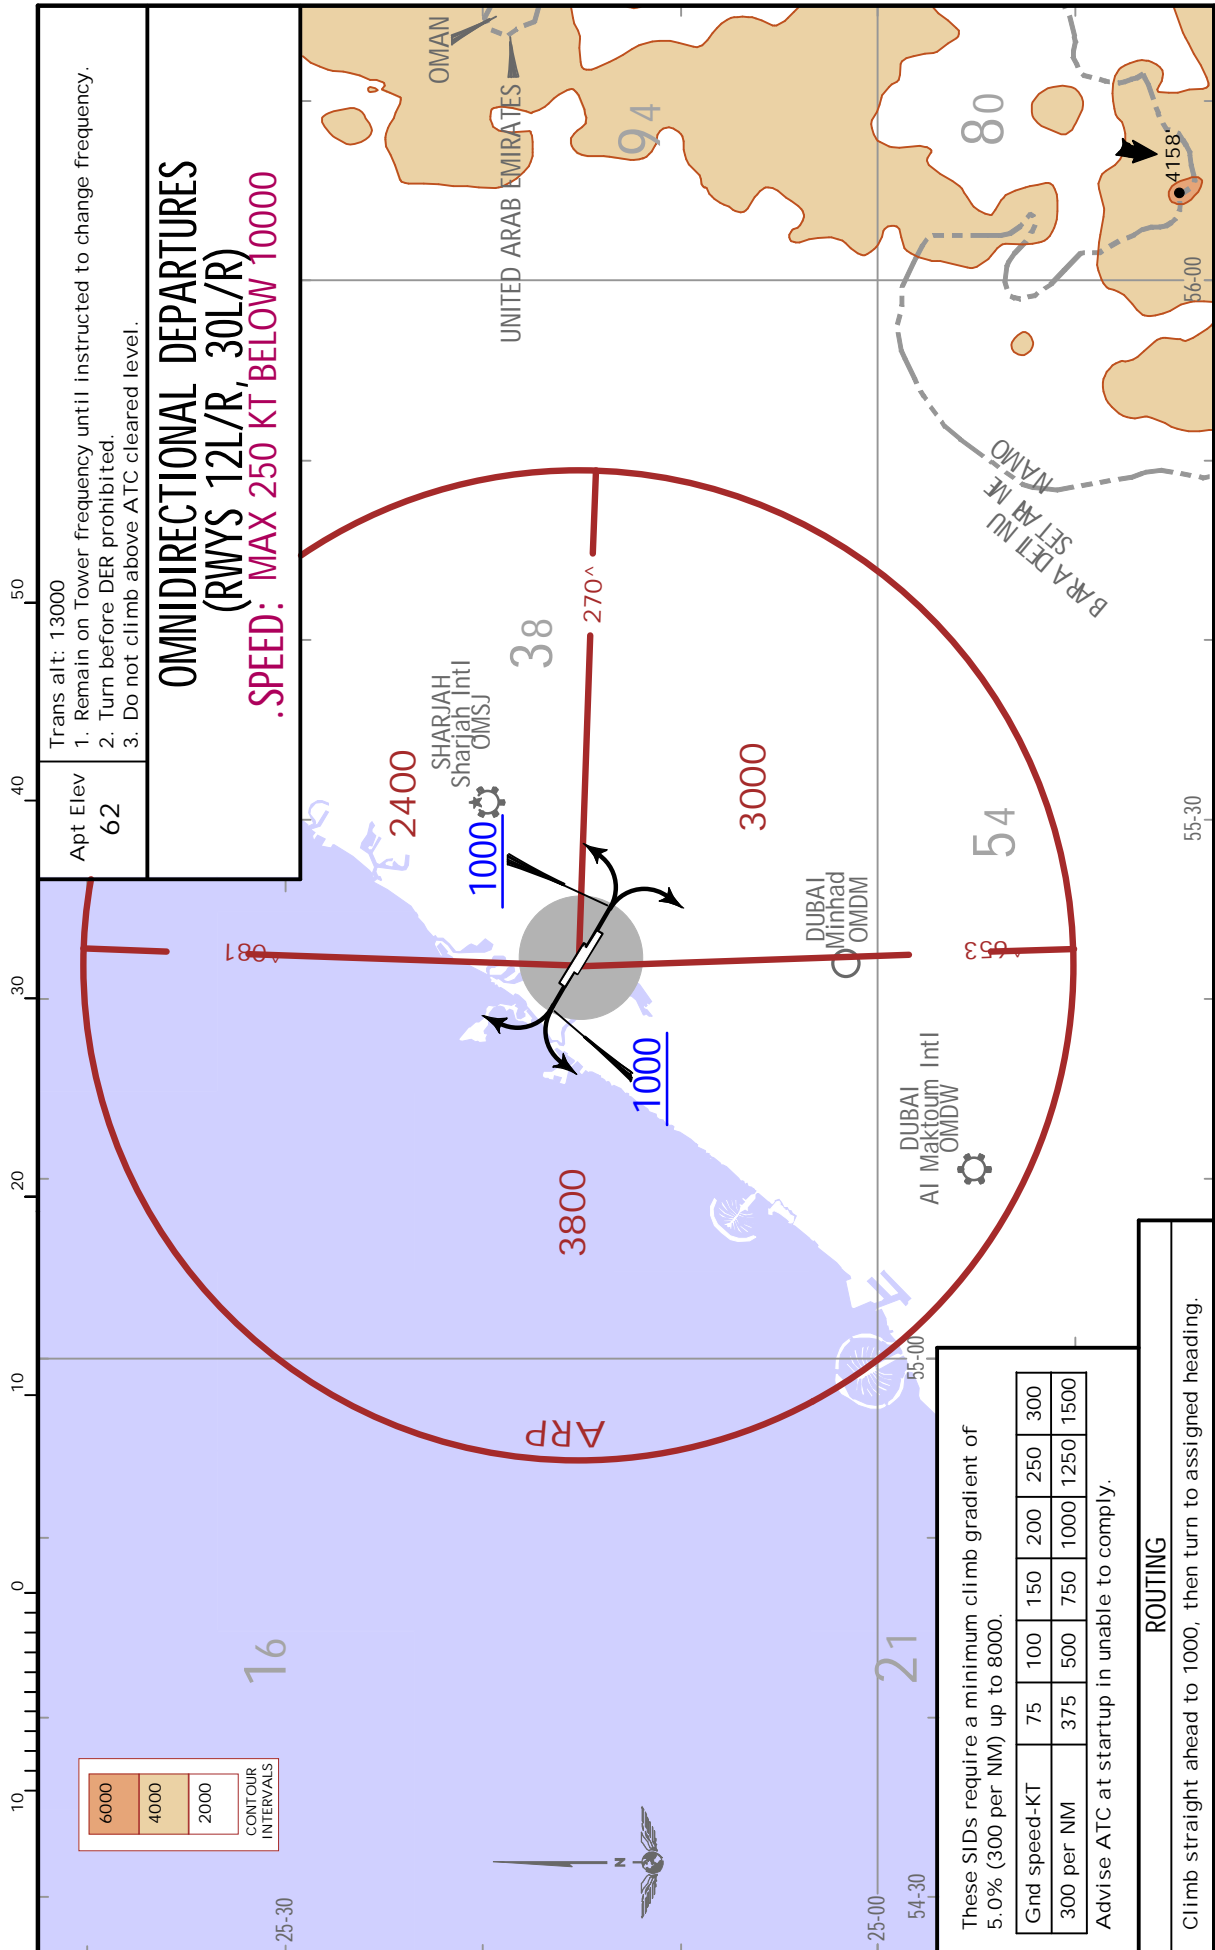 Apt Elev
62
Trans alt: 13000
1. Remain on Tower frequency until instructed to change frequency.
2. Turn before DER prohibited.
3. Do not climb above ATC cleared level.
OMNIDIRECTIONAL DEPARTURES
(RWYS 12L/R, 30L/R)
.SPEED: MAX 250 KT BELOW 10000
10
0
10
20
30
40
50
6000
4000
2000
CONTOUR
INTERVALS
25-30
16
N
25-00
54-30
21
ARP
3800
55-00
081^
270^
053^
2400
3000
1000
1000
SHARJAH
Sharjah Intl
OMSJ
38
DUBAI
Minhad
OMDM
DUBAI
Al Maktoum Intl
OMDW
54
55-30
OMAN
UNITED ARAB EMIRATES
94
80
4158'
56-00
OMAN
These SIDs require a minimum climb gradient of
5.0% (300 per NM) up to 8000.
Gnd speed-KT 75 100 150 200 250 300
300 per NM 375 500 750 1000 1250 1500
Advise ATC at startup in unable to comply.
ROUTING
Climb straight ahead to 1000, then turn to assigned heading.